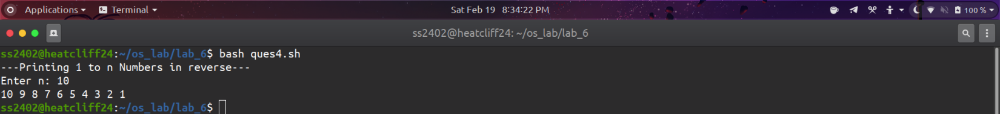 Applications Terminal Sat Feb 19 8:34:22 PM 100 %
ss2402@heatcliff24: ~/os_lab/lab_6
ss2402@heatcliff24:~/os_lab/lab_6$ bash ques4.sh
---Printing 1 to n Numbers in reverse---
Enter n: 10
10 9 8 7 6 5 4 3 2 1
ss2402@heatcliff24:~/os_lab/lab_6$